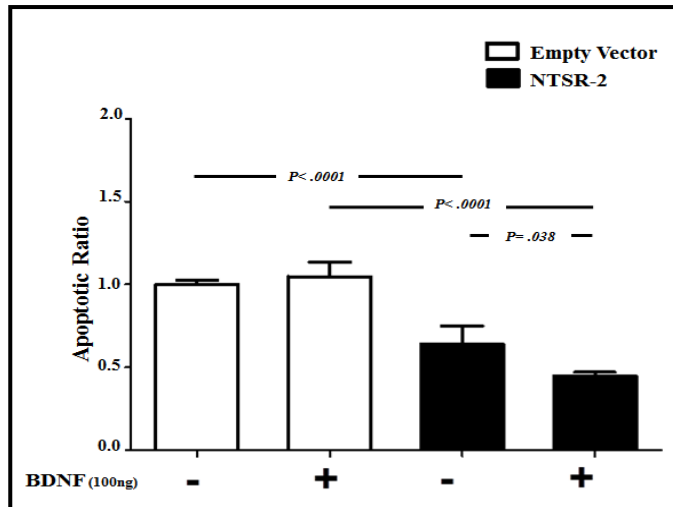 Empty Vector
NTSR-2
2.0
P< .0001
1.5
P< .0001
P= .038
Apoptotic Ratio
1.0
0.5
0.0
BDNF (100ng) - + - +